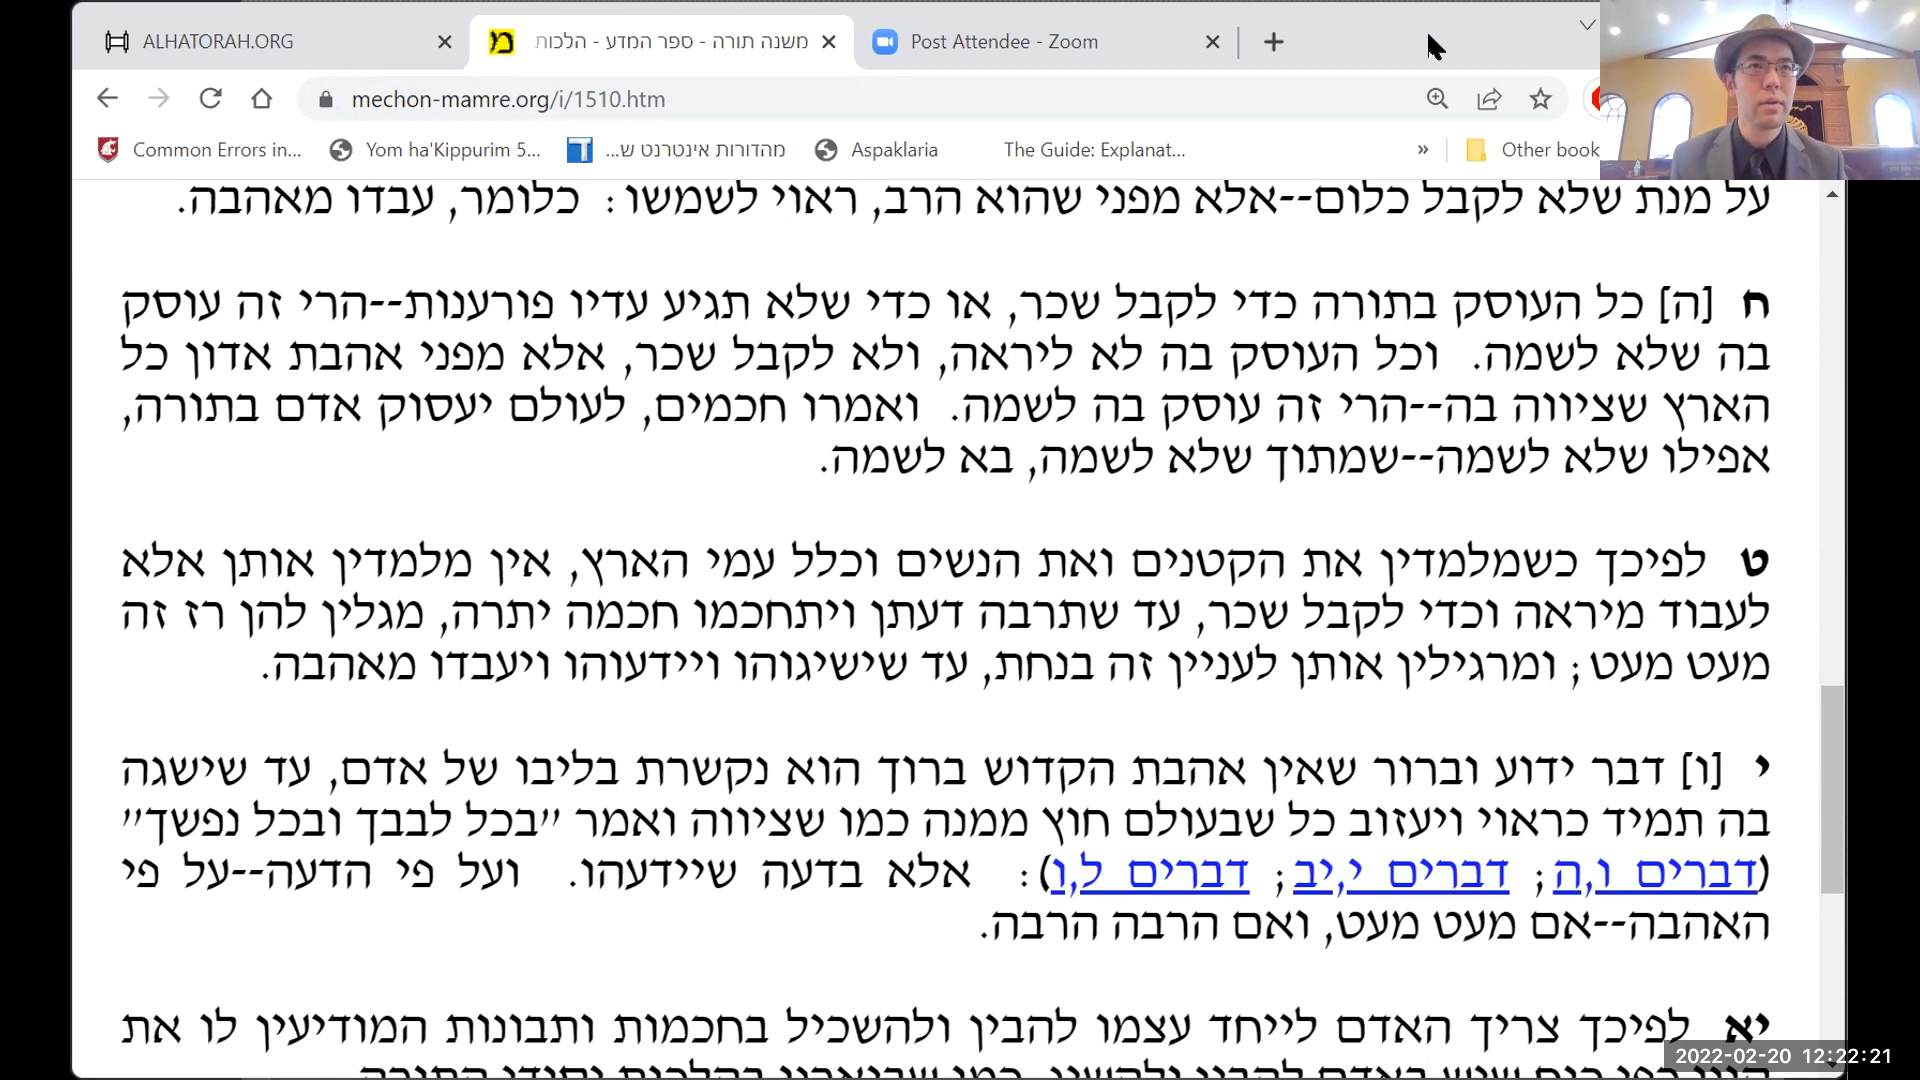 ALHATORAH.ORG
משנה תורה - ספר המדע - הלכות
Post Attendee - Zoom
mechon-mamre.org/i/1510.htm
Common Errors in...
Yom ha'Kippurim 5...
מהדורות אינטרנט ש...
Aspaklaria
The Guide: Explanat...
»
Other book
על מנת שלא לקבל כלום--אלא מפני שהוא הרב, ראוי לשמשו: כלומר, עבדו מאהבה.
ח [ה] כל העוסק בתורה כדי לקבל שכר, או כדי שלא תגיע עדיו פורענות--הרי זה עוסק
בה שלא לשמה. וכל העוסק בה לא ליראה, ולא לקבל שכר, אלא מפני אהבת אדון כל
הארץ שציווה בה--הרי זה עוסק בה לשמה. ואמרו חכמים, לעולם יעסוק אדם בתורה,
אפילו שלא לשמה--שמתוך שלא לשמה, בא לשמה.
ט לפיכך כשמלמדין את הקטנים ואת הנשים וכלל עמי הארץ, אין מלמדין אותן אלא
לעבוד מיראה וכדי לקבל שכר, עד שתרבה דעתן ויתחכמו חכמה יתרה, מגלין להן רז זה
מעט מעט; ומרגילין אותן לעניין זה בנחת, עד שישיגוהו ויידעוהו ויעבדו מאהבה.
י [ו] דבר ידוע וברור שאין אהבת הקדוש ברוך הוא נקשרת בליבו של אדם, עד שישגה
בה תמיד כראוי ויעזוב כל שבעולם חוץ ממנה כמו שציווה ואמר "בכל לבבך ובכל נפשך"
(דברים ו,ה; דברים י,יב; דברים ל,ו): אלא בדעה שיידעהו. ועל פי הדעה--על פי
האהבה--אם מעט מעט, ואם הרבה הרבה.
יא לפיכך צריך האדם לייחד עצמו להבין ולהשכיל בחכמות ותבונות המודיעין לו את
2022-02-20 12:22:21